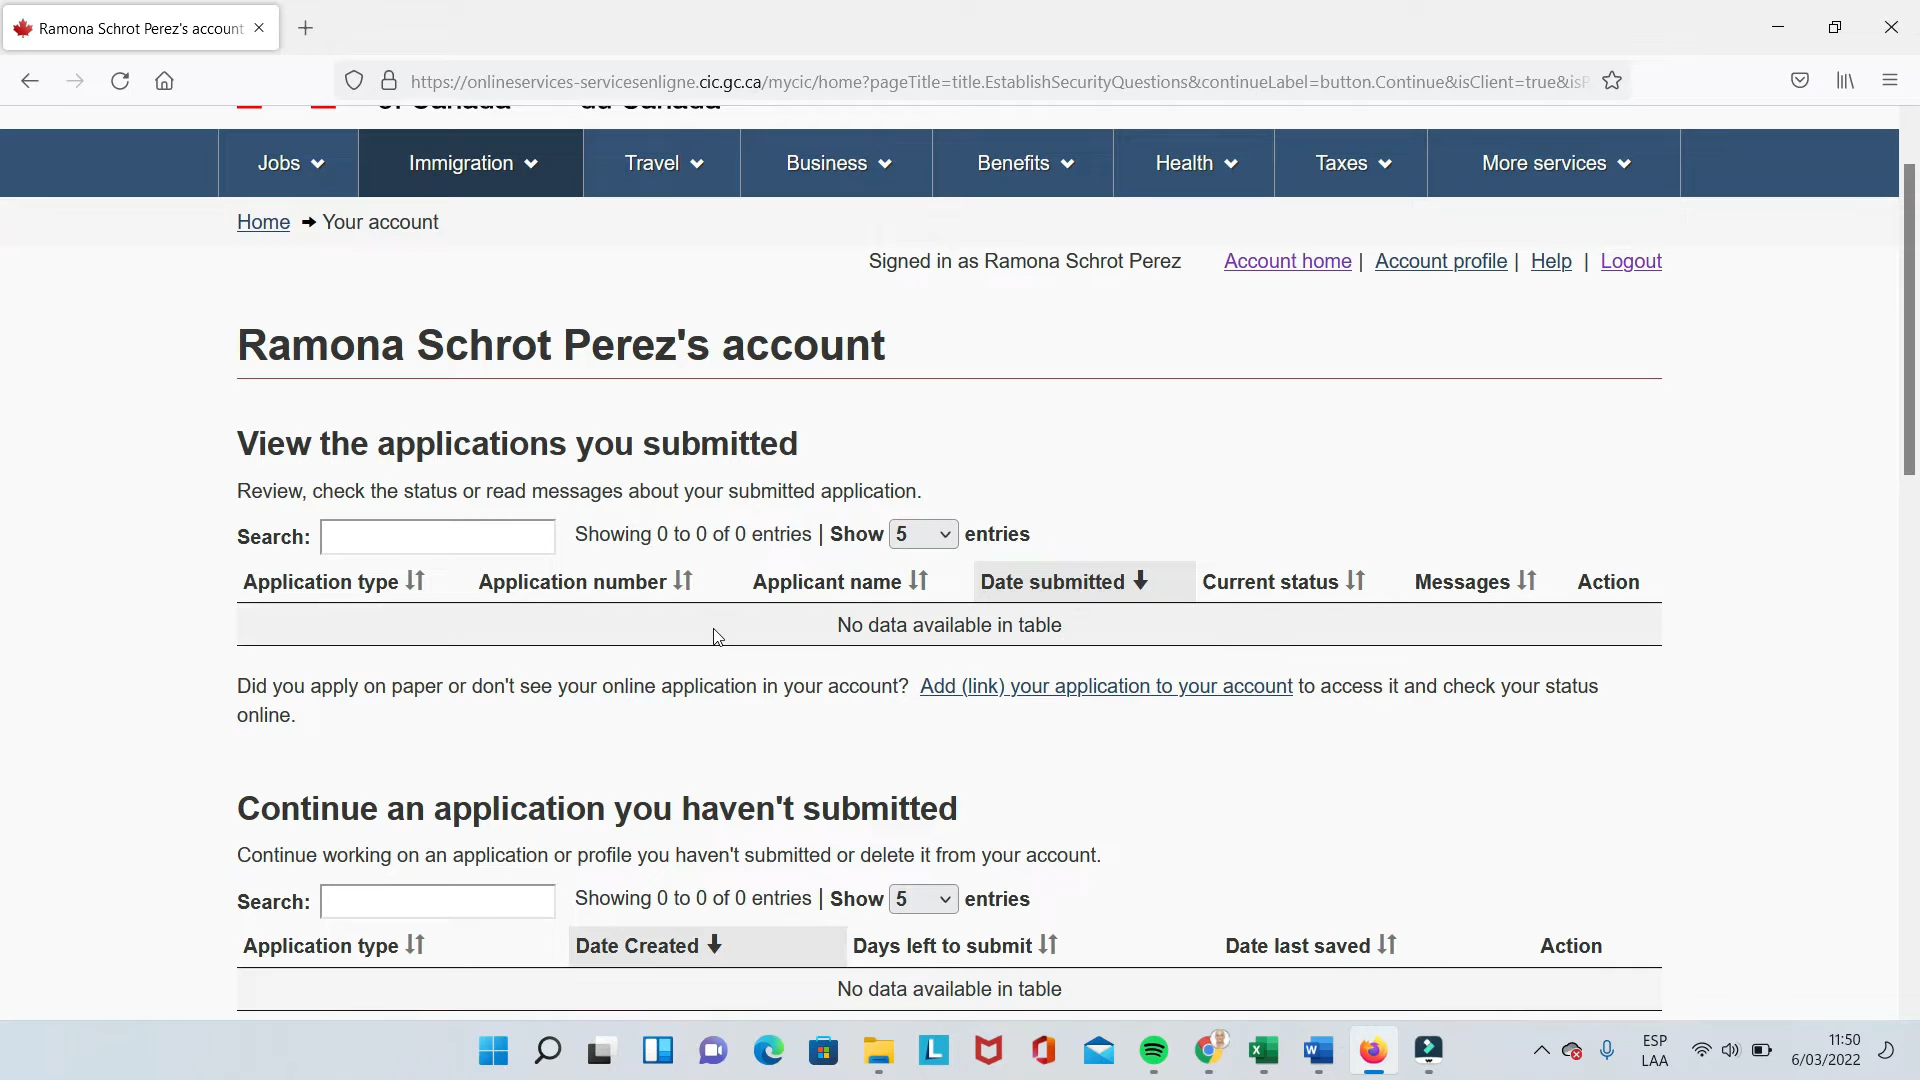 Ramona Schrot Perez's account
https://onlineservices-servicesenligne.cic.gc.ca/mycic/home?pageTitle=title.EstablishSecurityQuestions&continueLabel=button.Continue&isClient=true&isP
of Canada du Canada
Jobs Immigration Travel Business Benefits Health Taxes More services
Home Your account
Signed in as Ramona Schrot Perez Account home | Account profile | Help | Logout
Ramona Schrot Perez's account
View the applications you submitted
Review, check the status or read messages about your submitted application.
Search: Showing 0 to 0 of 0 entries | Show 5 entries
Application type Application number Applicant name Date submitted Current status Messages Action
No data available in table
Did you apply on paper or don't see your online application in your account? Add (link) your application to your account to access it and check your status
online.
Continue an application you haven't submitted
Continue working on an application or profile you haven't submitted or delete it from your account.
Search: Showing 0 to 0 of 0 entries | Show 5 entries
Application type Date Created Days left to submit Date last saved Action
No data available in table
ESP 11:50
LAA 6/03/2022